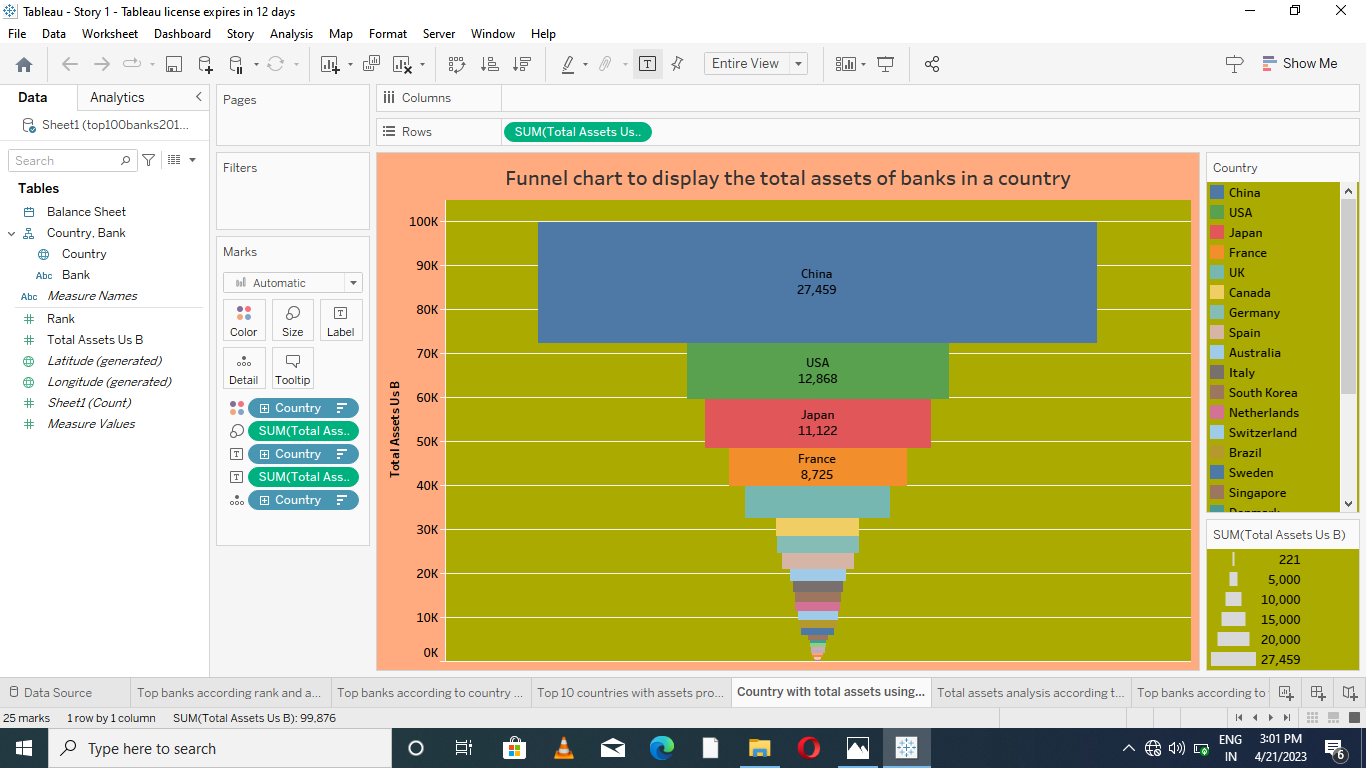 Tableau - Story 1 - Tableau license expires in 12 days
File Data Worksheet Dashboard Story Analysis Map Format Server Window Help
Entire View
Show Me
Data Analytics
Sheet1 (top100banks201...
Search
Tables
Balance Sheet
Country, Bank
Country
Abc Bank
Abc Measure Names
Rank
Total Assets Us B
Latitude (generated)
Longitude (generated)
Sheet1 (Count)
Measure Values
Pages
Filters
Marks
Automatic
Color Size Label
Detail Tooltip
Country
SUM(Total Ass..
Country
SUM(Total Ass..
Country
Columns
Rows SUM(Total Assets Us..
Funnel chart to display the total assets of banks in a country
Total Assets Us B
100K
90K
80K
70K
60K
50K
40K
30K
20K
10K
0K
China
27,459
USA
12,868
Japan
11,122
France
8,725
Country
China
USA
Japan
France
UK
Canada
Germany
Spain
Australia
Italy
South Korea
Netherlands
Switzerland
Brazil
Sweden
Singapore
Denmark
SUM(Total Assets Us B)
221
5,000
10,000
15,000
20,000
27,459
Data Source Top banks according rank and a... Top banks according to country ... Top 10 countries with assets pro... Country with total assets using... Total assets analysis according t... Top banks according to
25 marks 1 row by 1 column SUM(Total Assets Us B): 99,876
Type here to search
ENG
IN
3:01 PM
4/21/2023
6